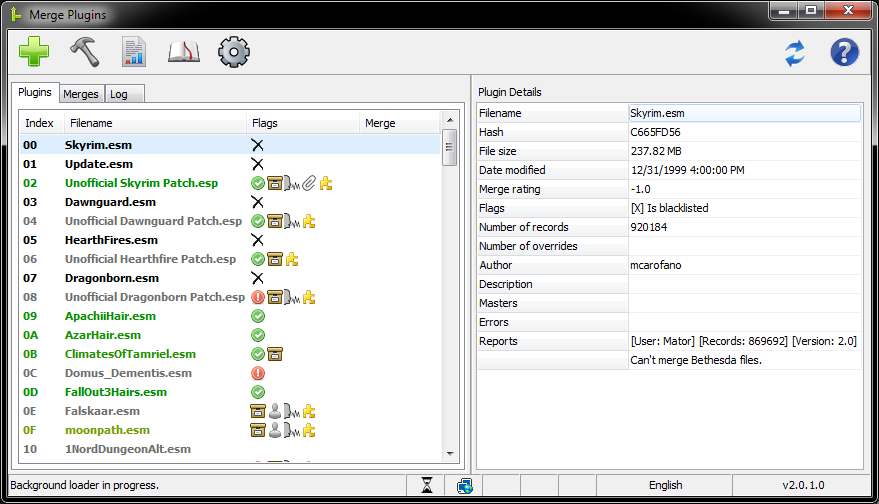 Merge Plugins
Plugins Merges Log
Index Filename Flags Merge
00 Skyrim.esm
01 Update.esm
02 Unofficial Skyrim Patch.esp
03 Dawnguard.esm
04 Unofficial Dawnguard Patch.esp
05 HearthFires.esm
06 Unofficial Hearthfire Patch.esp
07 Dragonborn.esm
08 Unofficial Dragonborn Patch.esp
09 ApachiiHair.esm
0A AzarHair.esm
0B ClimatesOfTamriel.esm
0C Domus_Dementis.esm
0D FallOut3Hairs.esm
0E Falskaar.esm
0F moonpath.esm
10 1NordDungeonAlt.esm
Plugin Details
Filename Skyrim.esm
Hash C665FD56
File size 237.82 MB
Date modified 12/31/1999 4:00:00 PM
Merge rating -1.0
Flags [X] Is blacklisted
Number of records 920184
Number of overrides
Author mcarofano
Description
Masters
Errors
Reports [User: Mator] [Records: 869692] [Version: 2.0]
Can't merge Bethesda files.
Background loader in progress. English v2.0.1.0